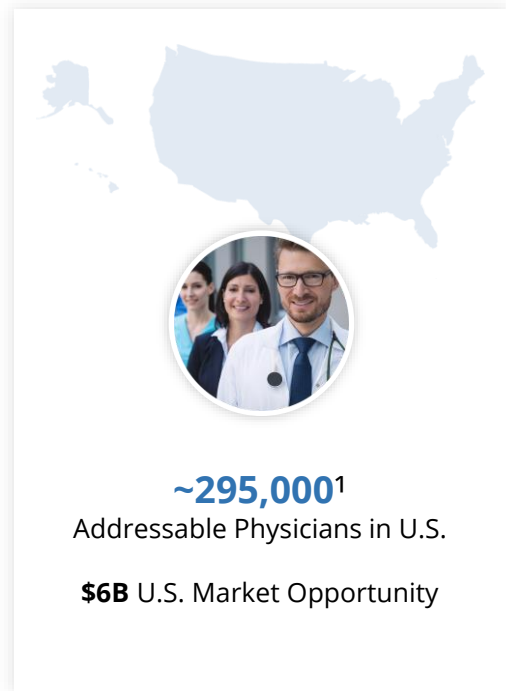 ~295,000¹
Addressable Physicians in U.S.
$6B U.S. Market Opportunity